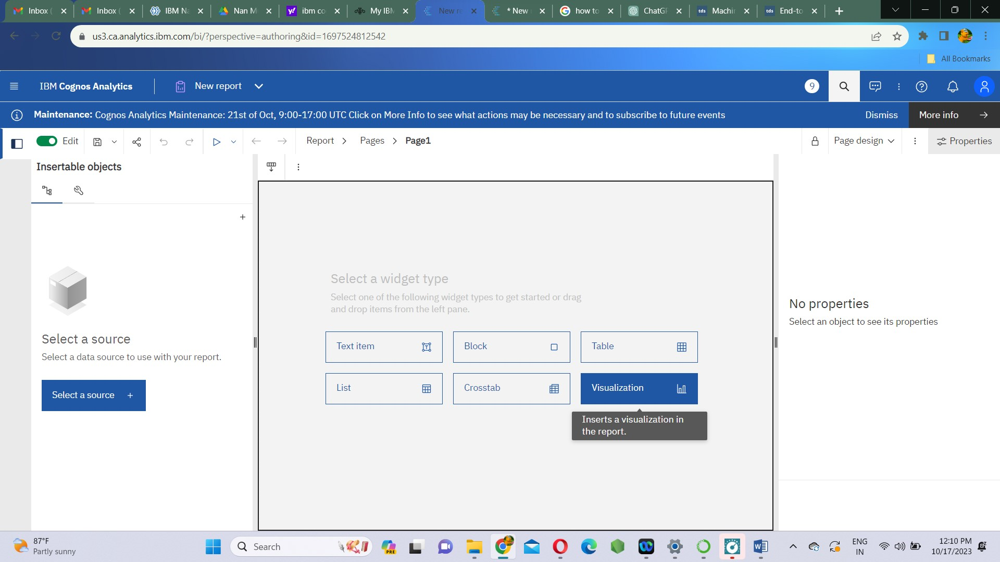 Inbox (
Inbox (
IBM Na
Nan M
ibm co
My IBM
New re
* New
how to
ChatGP
Machi
End-to
us3.ca.analytics.ibm.com/bi/?perspective=authoring&id=1697524812542
All Bookmarks
IBM Cognos Analytics
New report
9
Maintenance: Cognos Analytics Maintenance: 21st of Oct, 9:00-17:00 UTC Click on More Info to see what actions may be necessary and to subscribe to future events
Dismiss
More info
Edit
Report
Pages
Page1
Page design
Properties
Insertable objects
Select a widget type
Select one of the following widget types to get started or drag
and drop items from the left pane.
Text item
Block
Table
List
Crosstab
Visualization
Inserts a visualization in
the report.
Select a source
Select a data source to use with your report.
Select a source
No properties
Select an object to see its properties
87°F
Partly sunny
Search
PRE
ENG
IN
12:10 PM
10/17/2023